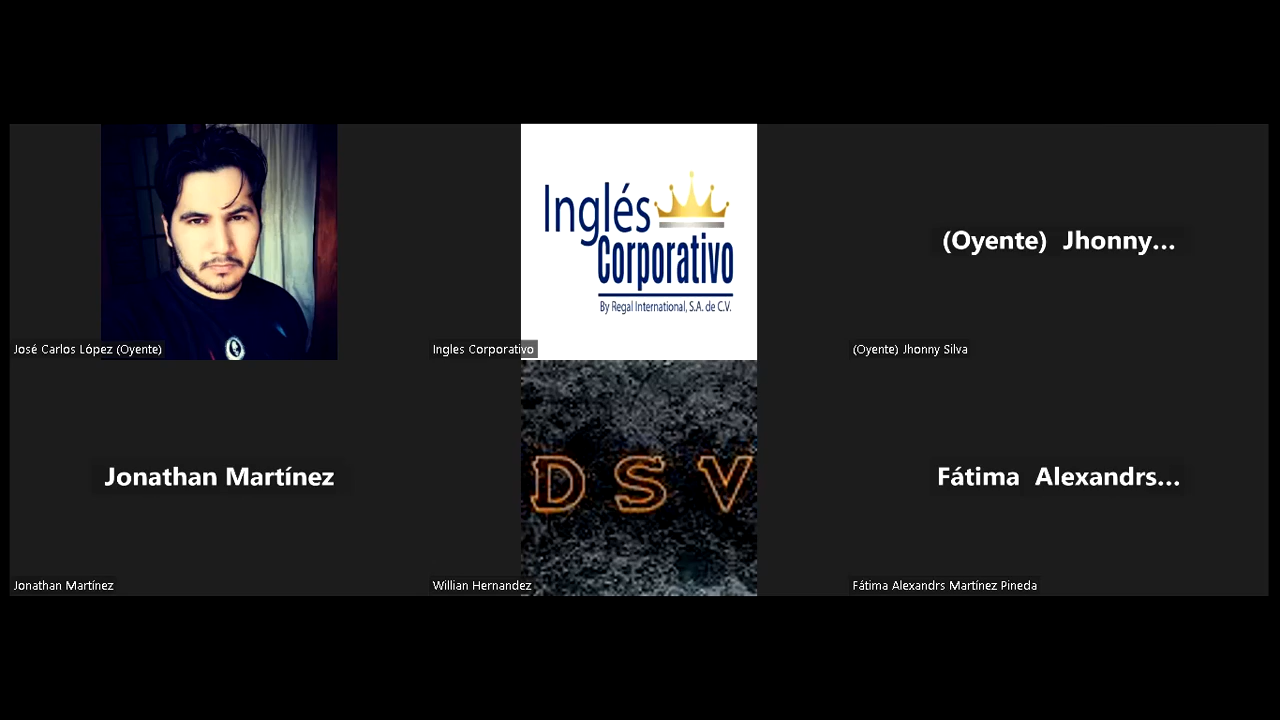 José Carlos López (Oyente)
Inglés
Corporativo
By Regal International, S.A. de C.V.
Ingles Corporativo
(Oyente) Jhonny...
(Oyente) Jhonny Silva
Jonathan Martínez
Jonathan Martínez
D S V
Willian Hernandez
Fátima Alexandrs...
Fátima Alexandrs Martínez Pineda